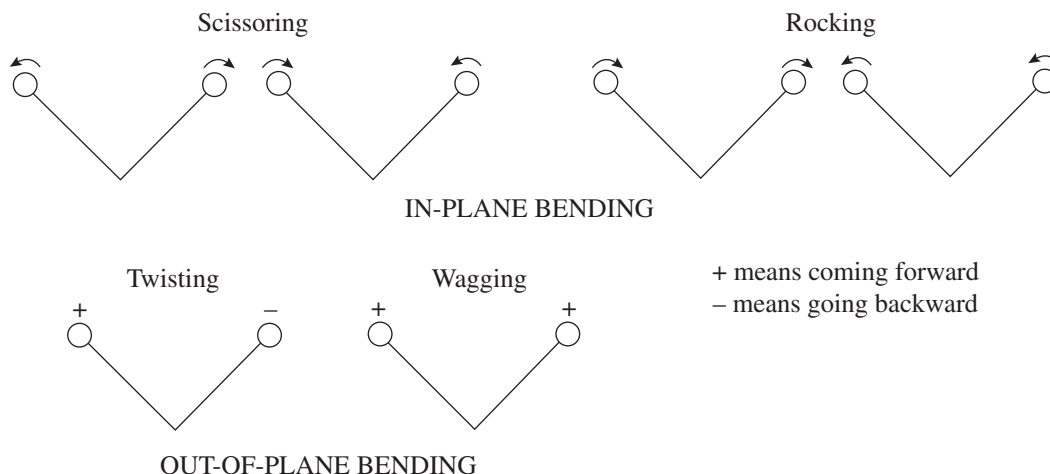 Scissoring
Rocking
IN-PLANE BENDING
Twisting
Wagging
+ means coming forward
– means going backward
+
–
+
+
OUT-OF-PLANE BENDING